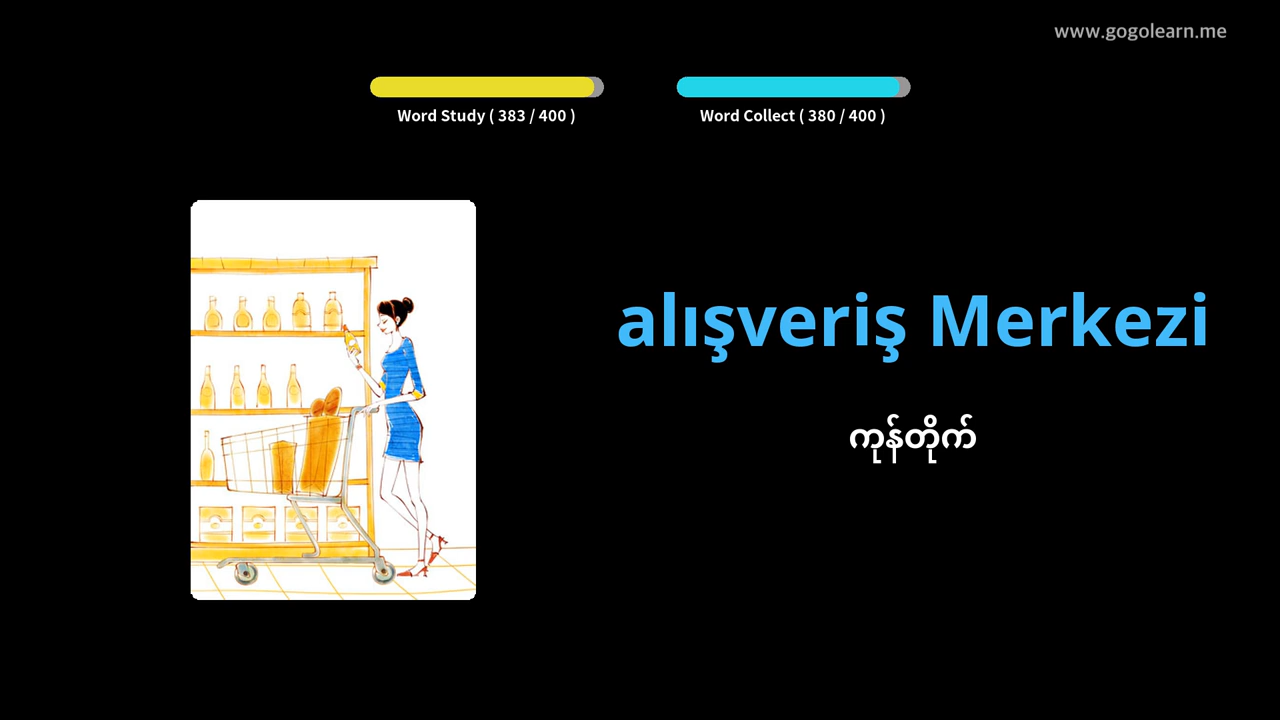 www.gogolearn.me
Word Study ( 383 / 400 )
Word Collect ( 380 / 400 )
alışveriş Merkezi
ကုန်တိုက်